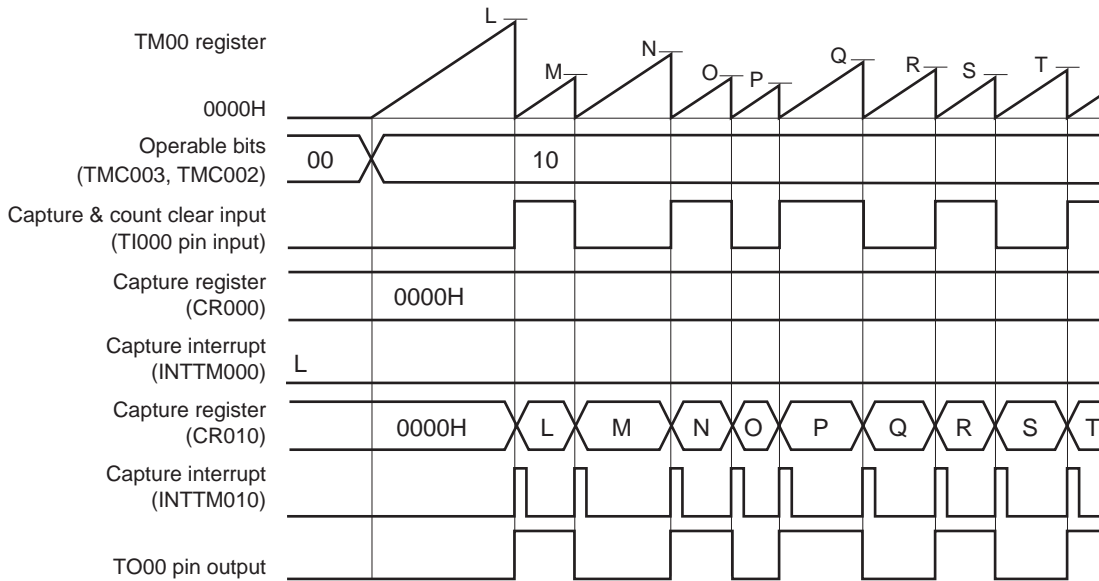 TM00 register
L
M
N
O
P
Q
R
S
T
0000H
Operable bits
(TMC003, TMC002)
00
10
Capture & count clear input
(TI000 pin input)
Capture register
(CR000)
0000H
Capture interrupt
(INTTM000)
L
Capture register
(CR010)
0000H
L
M
N
O
P
Q
R
S
T
Capture interrupt
(INTTM010)
TO00 pin output